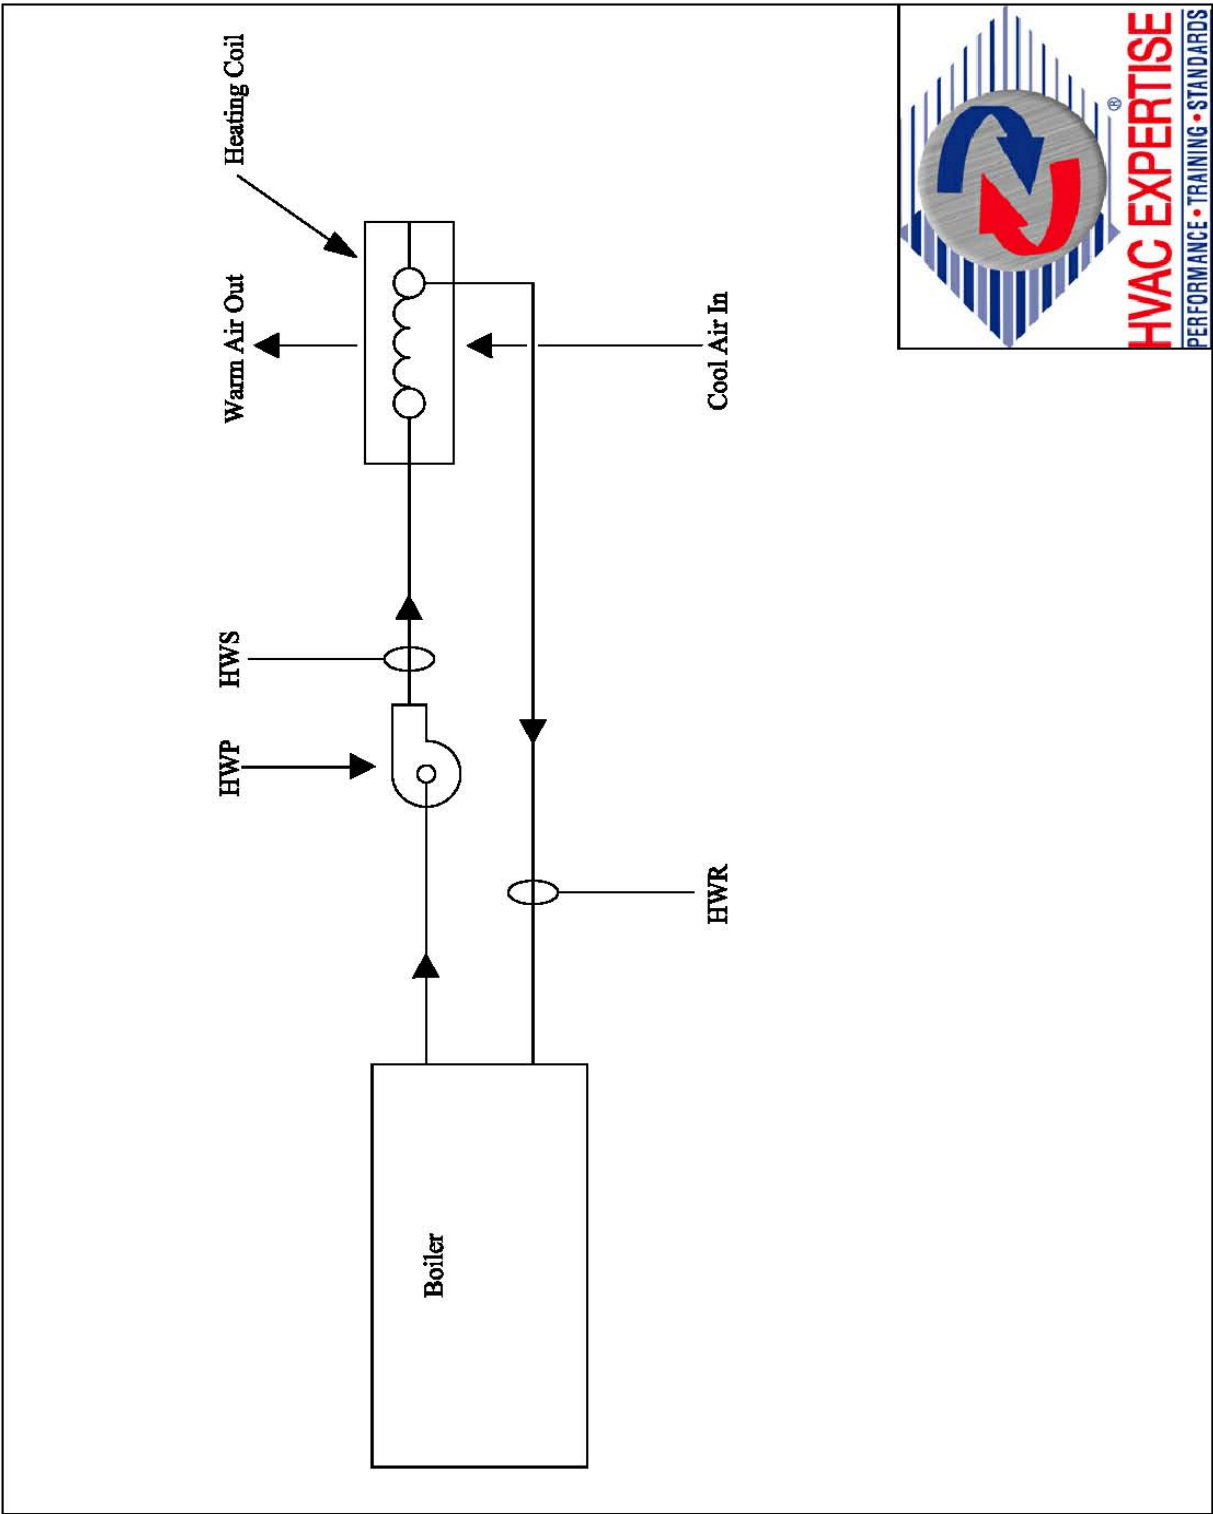 Heating Coil
Warm Air Out
Cool Air In
HWS
HWP
HWR
Boiler
®
HVAC EXPERTISE
PERFORMANCE • TRAINING • STANDARDS